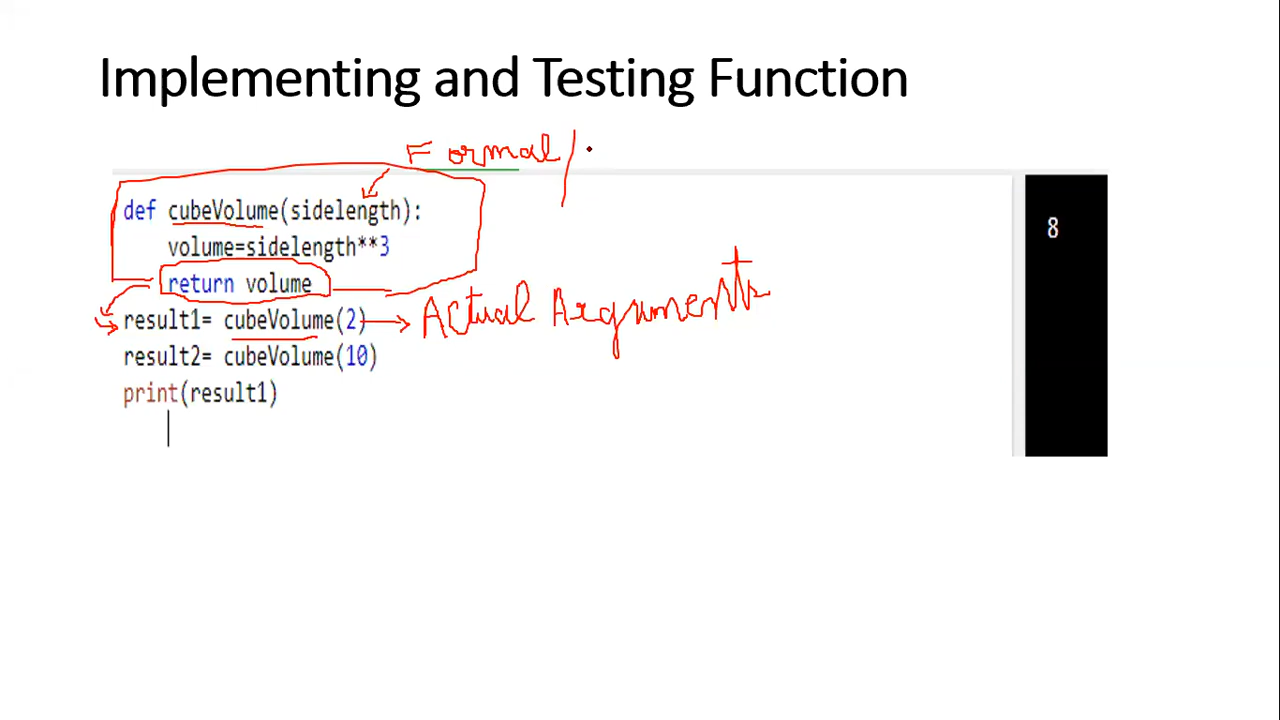 Implementing and Testing Function
Formal /
def cubeVolume(sidelength):
    volume=sidelength**3
    return volume
result1= cubeVolume(2) Actual Arguments
result2= cubeVolume(10)
print(result1)
8